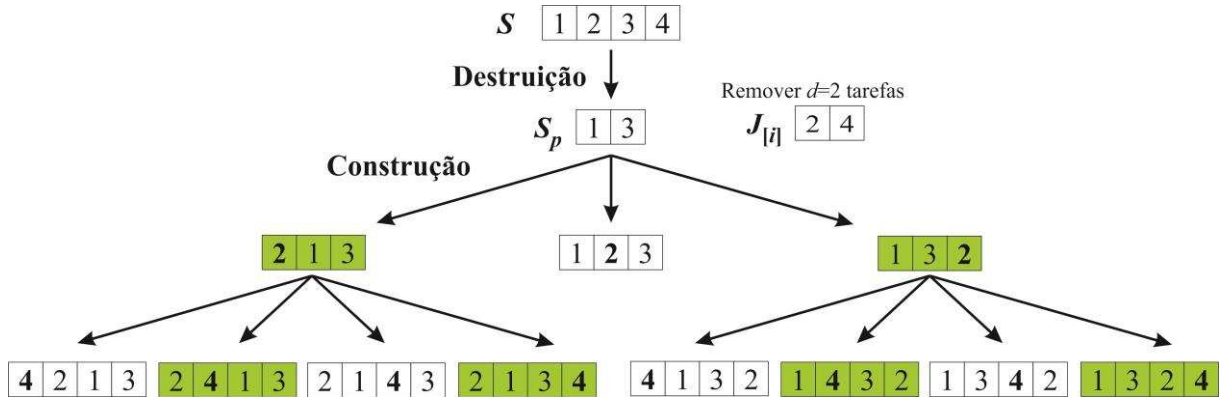 S 1 2 3 4
Destruição
Remover d=2 tarefas
Sp 1 3 J[i] 2 4
Construção
2 1 3 1 2 3 1 3 2
4 2 1 3 2 4 1 3 2 1 4 3 2 1 3 4 4 1 3 2 1 4 3 2 1 3 4 2 1 3 2 4